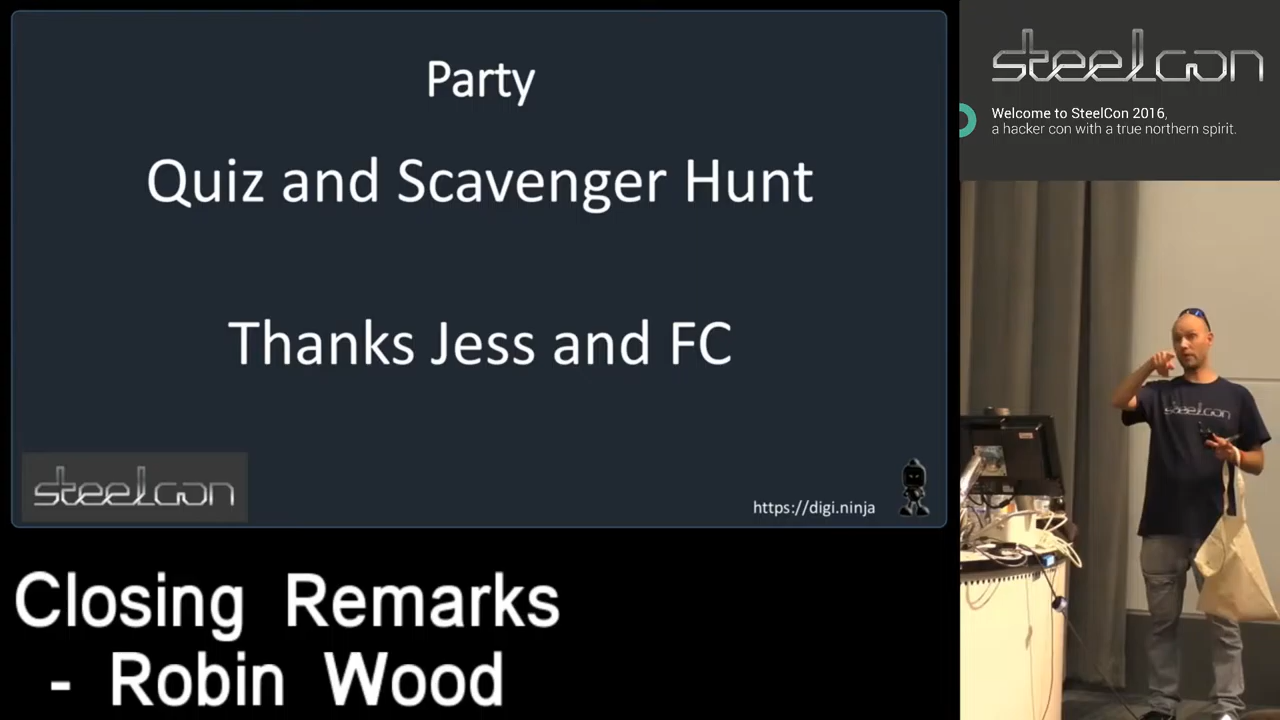 Party
Quiz and Scavenger Hunt
Thanks Jess and FC
steelcon
https://digi.ninja
steelcon
Welcome to SteelCon 2016,
a hacker con with a true northern spirit.
steelcon
Closing Remarks
- Robin Wood